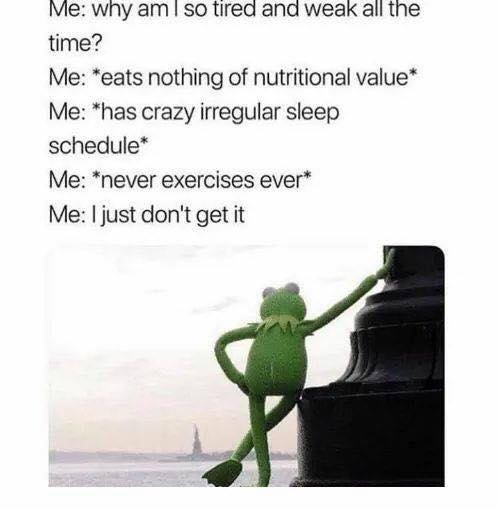 Me: why am I so tired and weak all the
time?
Me: *eats nothing of nutritional value*
Me: *has crazy irregular sleep
schedule*
Me: *never exercises ever*
Me: I just don't get it